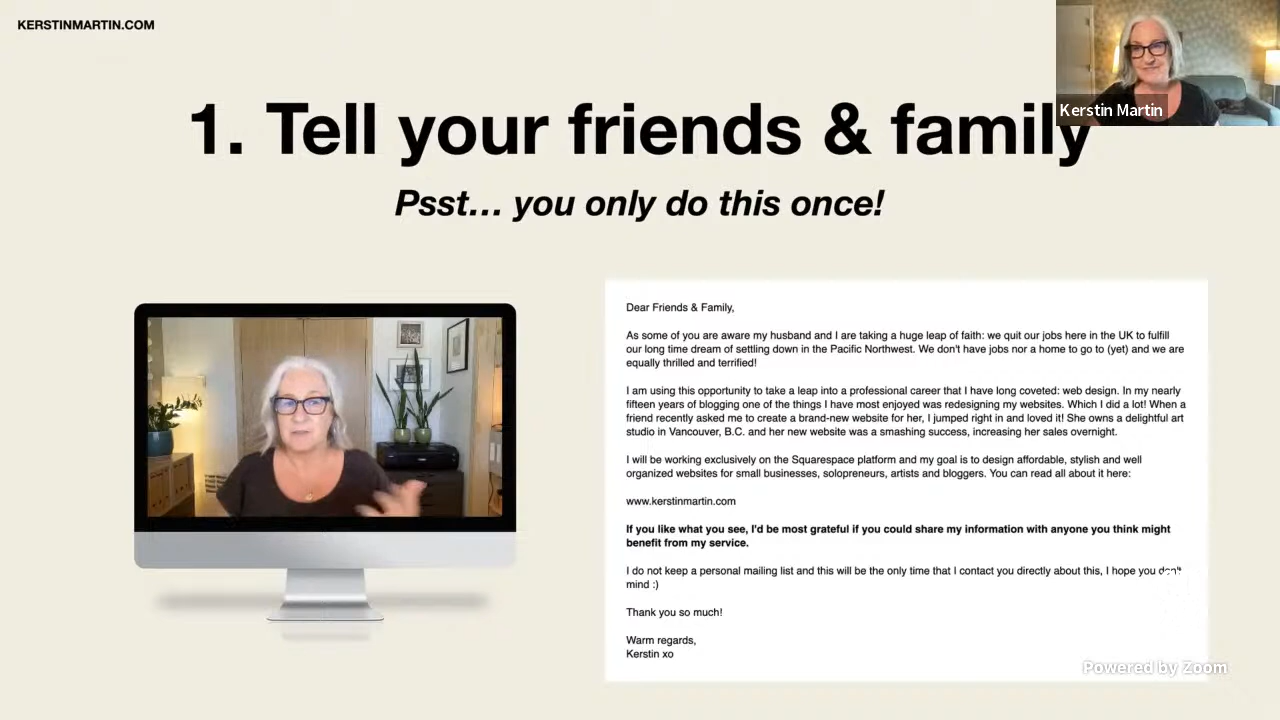 KERSTINMARTIN.COM
Kerstin Martin
1. Tell your friends & family
Psst... you only do this once!
Dear Friends & Family,
As some of you are aware my husband and I are taking a huge leap of faith: we quit our jobs here in the UK to fulfill
our long time dream of settling down in the Pacific Northwest. We don't have jobs nor a home to go to (yet) and we are
equally thrilled and terrified!
I am using this opportunity to take a leap into a professional career that I have long coveted: web design. In my nearly
fifteen years of blogging one of the things I have most enjoyed was redesigning my websites. Which I did a lot! When a
friend recently asked me to create a brand-new website for her, I jumped right in and loved it! She owns a delightful art
studio in Vancouver, B.C. and her new website was a smashing success, increasing her sales overnight.
I will be working exclusively on the Squarespace platform and my goal is to design affordable, stylish and well
organized websites for small businesses, solopreneurs, artists and bloggers. You can read all about it here:
www.kerstinmartin.com
If you like what you see, I'd be most grateful if you could share my information with anyone you think might
benefit from my service.
I do not keep a personal mailing list and this will be the only time that I contact you directly about this, I hope you don't
mind :)
Thank you so much!
Warm regards,
Kerstin xo
Powered by Zoom